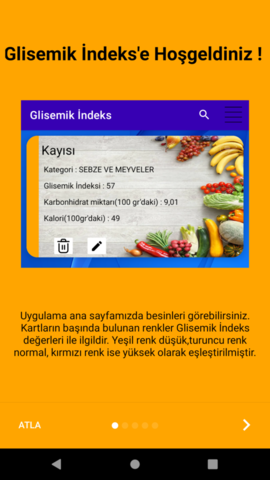 Glisemik İndeks'e Hoşgeldiniz !
Glisemik İndeks
Kayısı
Kategori : SEBZE VE MEYVELER
Glisemik İndeksi : 57
Karbonhidrat miktarı(100 gr'daki) : 9,01
Kalori(100gr'daki) : 49
Uygulama ana sayfamızda besinleri görebilirsiniz.
Kartların başında bulunan renkler Glisemik İndeks
değerleri ile ilgildir. Yeşil renk düşük,turuncu renk
normal, kırmızı renk ise yüksek olarak eşleştirilmiştir.
ATLA